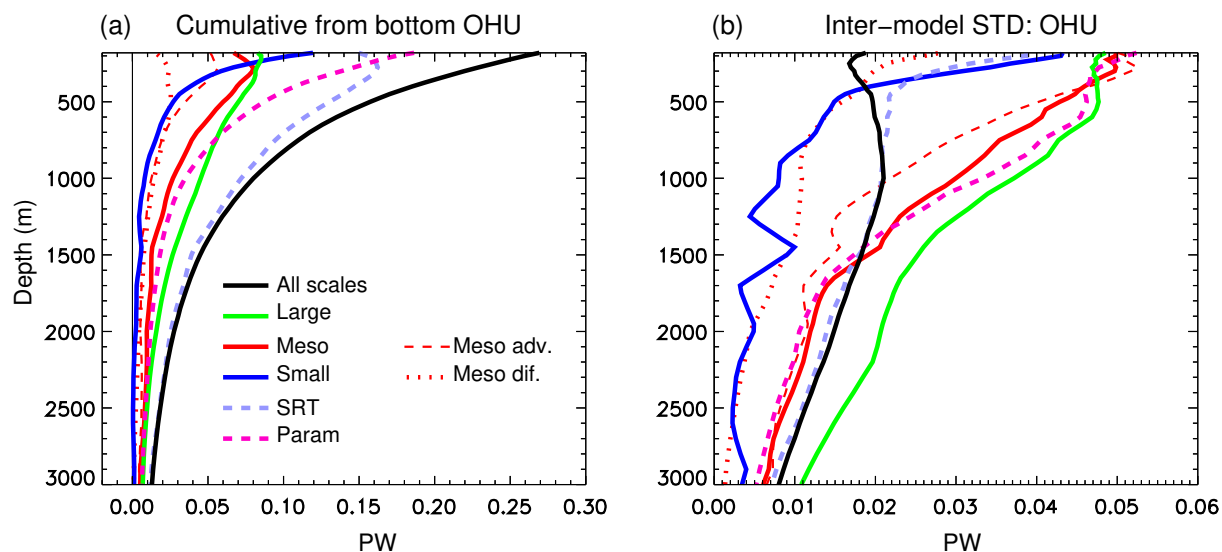 (a) Cumulative from bottom OHU
Depth (m)
500
1000
1500
2000
2500
3000
All scales
Large
Meso
Small
SRT
Param
Meso adv.
Meso dif.
0.00 0.05 0.10 0.15 0.20 0.25 0.30
PW
(b) Inter-model STD: OHU
500
1000
1500
2000
2500
3000
0.00 0.01 0.02 0.03 0.04 0.05 0.06
PW